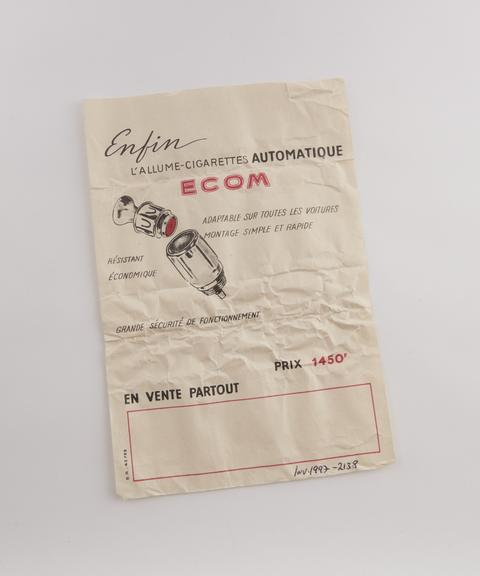 Enfin
L'ALLUME-CIGARETTES AUTOMATIQUE
ECOM
ADAPTABLE SUR TOUTES LES VOITURES
MONTAGE SIMPLE ET RAPIDE
RÉSISTANT
ÉCONOMIQUE
GRANDE SÉCURITÉ DE FONCTIONNEMENT
PRIX 1450F
EN VENTE PARTOUT
Inv.1997-2139